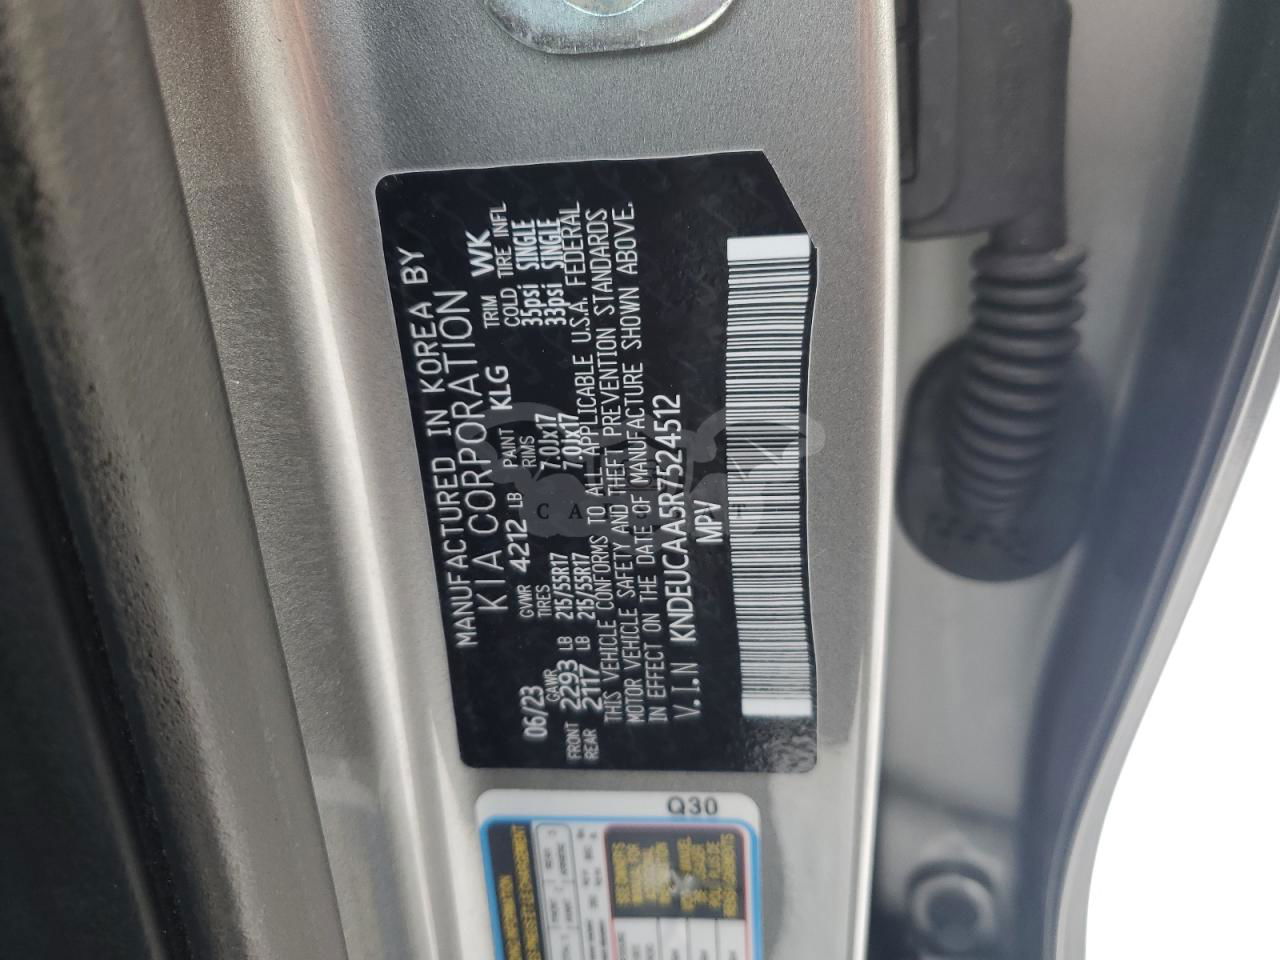 MANUFACTURED IN KOREA BY
KIA CORPORATION
06/23 GVWR 4212 LB PAINT KLG TRIM WK
GAWR TIRES RIMS COLD TIRE INFL
FRONT 2293 LB 215/55R17 7.0Jx17 35psi SINGLE
REAR 2117 LB 215/55R17 7.0Jx17 33psi SINGLE
THIS VEHICLE CONFORMS TO ALL APPLICABLE U.S.A. FEDERAL
MOTOR VEHICLE SAFETY AND THEFT PREVENTION STANDARDS
IN EFFECT ON THE DATE OF MANUFACTURE SHOWN ABOVE.
V.I.N KNDEUCAA5R7524512
MPV
Q30